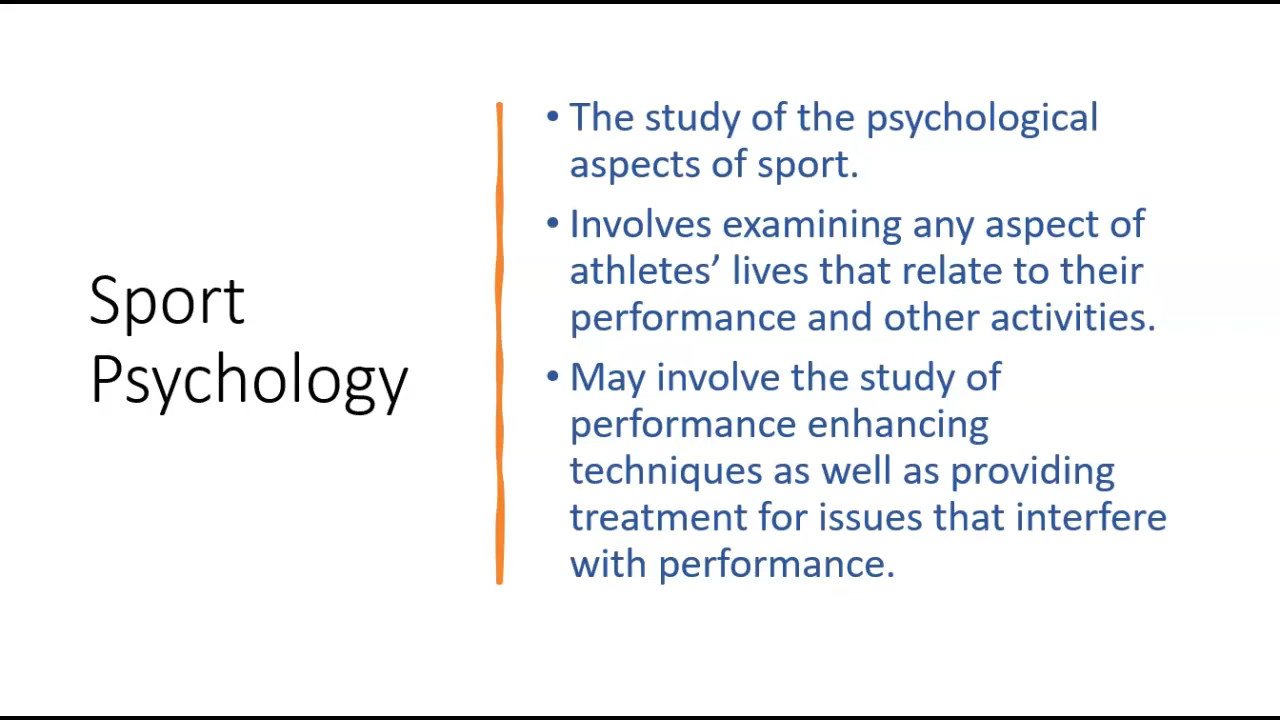 Sport
Psychology
• The study of the psychological
aspects of sport.
• Involves examining any aspect of
athletes’ lives that relate to their
performance and other activities.
• May involve the study of
performance enhancing
techniques as well as providing
treatment for issues that interfere
with performance.